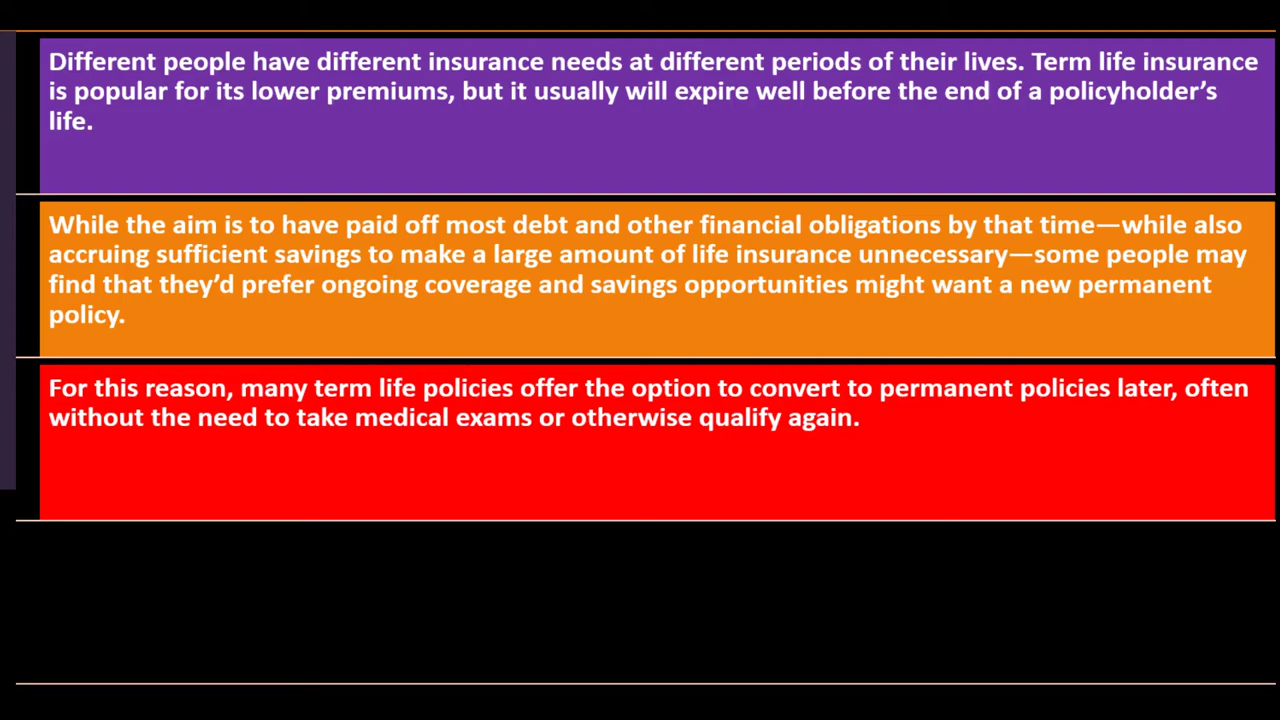 Different people have different insurance needs at different periods of their lives. Term life insurance
is popular for its lower premiums, but it usually will expire well before the end of a policyholder’s
life.
While the aim is to have paid off most debt and other financial obligations by that time—while also
accruing sufficient savings to make a large amount of life insurance unnecessary—some people may
find that they’d prefer ongoing coverage and savings opportunities might want a new permanent
policy.
For this reason, many term life policies offer the option to convert to permanent policies later, often
without the need to take medical exams or otherwise qualify again.